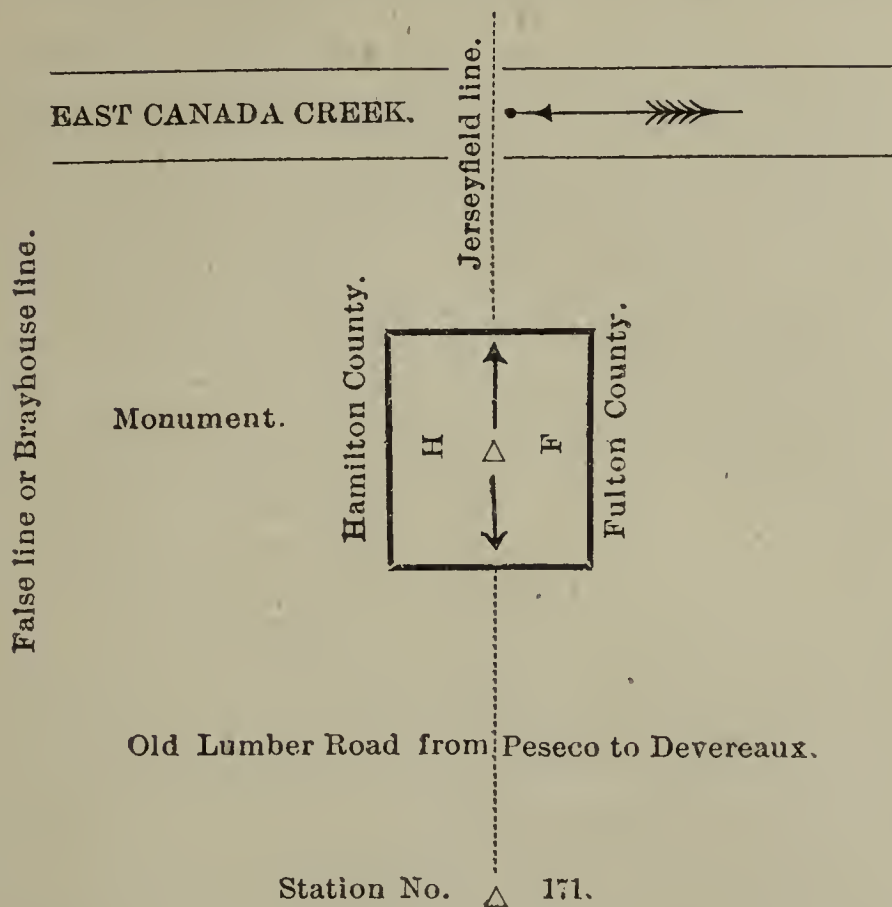 Jerseyfield line.
EAST CANADA CREEK.
False line or Brayhouse line.
Monument.
Hamilton County.
H
F
Fulton County.
Old Lumber Road from Peseco to Devereaux.
Station No. △ 171.